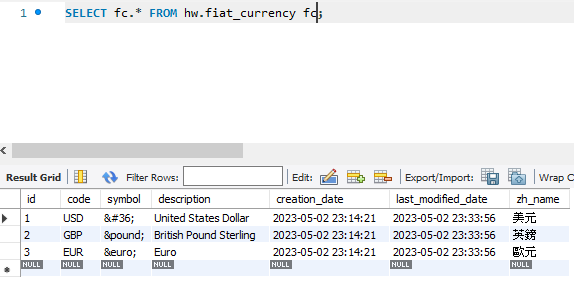 1 SELECT fc.* FROM hw.fiat_currency fc;
Result Grid Filter Rows: Edit: Export/Import: Wrap C
id code symbol description creation_date last_modified_date zh_name
1 USD &#36; United States Dollar 2023-05-02 23:14:21 2023-05-02 23:33:56 美元
2 GBP &pound; British Pound Sterling 2023-05-02 23:14:21 2023-05-02 23:33:56 英鎊
3 EUR &euro; Euro 2023-05-02 23:14:21 2023-05-02 23:33:56 歐元
NULL NULL NULL NULL NULL NULL NULL